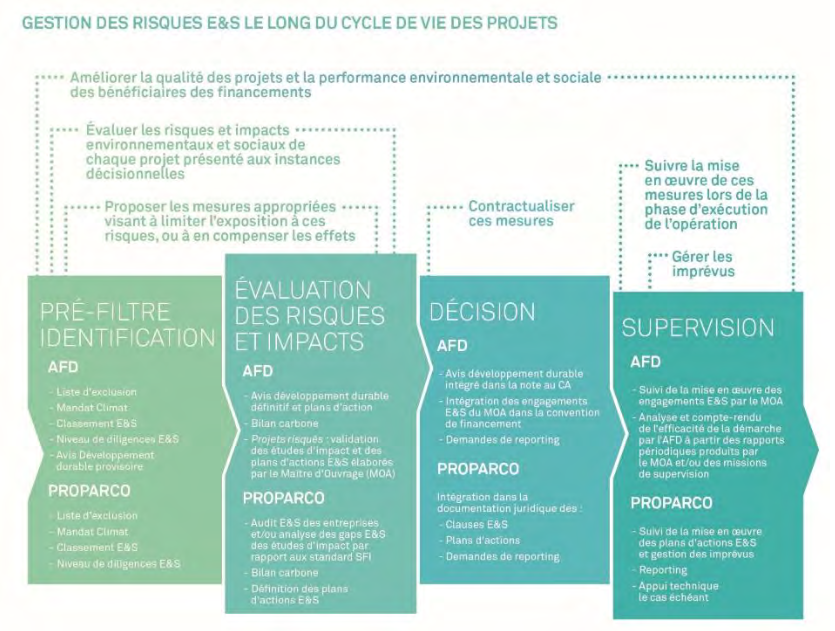 GESTION DES RISQUES E&S LE LONG DU CYCLE DE VIE DES PROJETS
Améliorer la qualité des projets et la performance environnementale et sociale
des bénéficiaires des financements
Évaluer les risques et impacts
environnementaux et sociaux de
chaque projet présenté aux instances
décisionnelles
Proposer les mesures appropriées
visant à limiter l'exposition à ces
risques, ou à en compenser les effets
Contractualiser
ces mesures
Suivre la mise
en œuvre de ces
mesures lors de la
phase d'exécution
de l'opération
Gérer les
imprévus
PRÉ-FILTRE
IDENTIFICATION
AFD
- Liste d'exclusion
- Mandat Climat
- Classement E&S
- Niveau de diligences E&S
- Avis Développement
durable provisoire
PROPARCO
- Liste d'exclusion
- Mandat Climat
- Classement E&S
- Niveau de diligences E&S
ÉVALUATION
DES RISQUES
ET IMPACTS
AFD
- Avis développement durable
définitif et plans d'action
- Bilan carbone
- Projets risqués : validation
des études d'impact et des
plans d'actions E&S élaborés
par le Maître d'Ouvrage (MOA)
PROPARCO
- Audit E&S des entreprises
et/ou analyse des gaps E&S
des études d'impact par
rapport aux standard SFI
- Bilan carbone
- Définition des plans
d'actions E&S
DÉCISION
AFD
- Avis développement durable
intégré dans la note au CA
- Intégration des engagements
E&S du MOA dans la convention
de financement
- Demandes de reporting
PROPARCO
Intégration dans la
documentation juridique des :
- Clauses E&S
- Plans d'actions
- Demandes de reporting
SUPERVISION
AFD
- Suivi de la mise en œuvre des
engagements E&S par le MOA
- Analyse et compte-rendu
de l'efficacité de la démarche
par l'AFD à partir des rapports
périodiques produits par
le MOA et/ou des missions
de supervision
PROPARCO
- Suivi de la mise en œuvre
des plans d'actions E&S
et gestion des imprévus
- Reporting
- Appui technique
le cas échéant